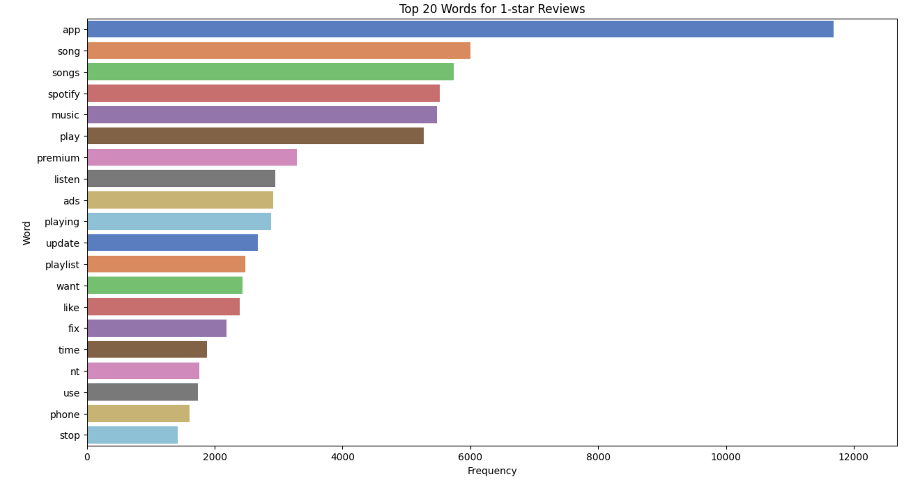 Top 20 Words for 1-star Reviews
app
song
songs
spotify
music
play
premium
listen
ads
playing
update
playlist
want
like
fix
time
nt
use
phone
stop
Word
0 2000 4000 6000 8000 10000 12000
Frequency